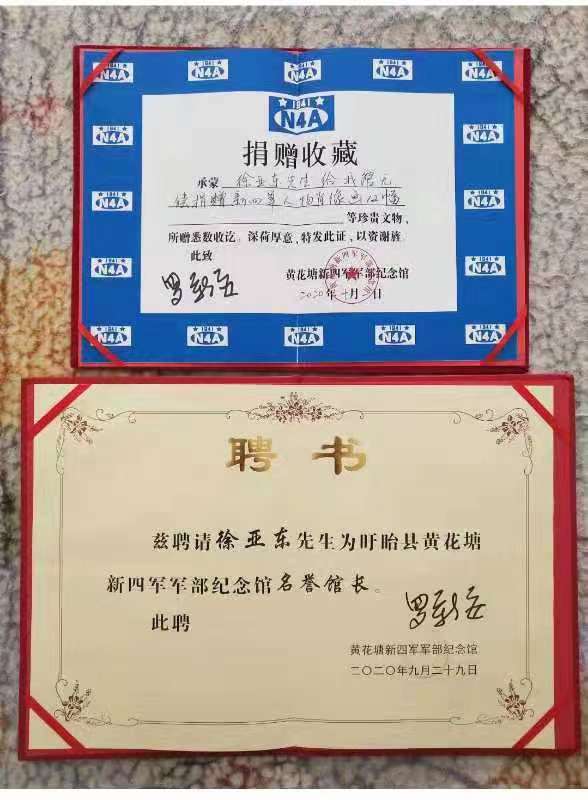 1941
N4A
捐赠收藏
承蒙 徐亚东先生给我馆无
偿捐赠新四军人物肖像画12幅
等珍贵文物，
所赠悉数收讫。深荷厚意，特发此证，以资谢旌
此致
黄花塘新四军军部纪念馆
2020年十月 日
聘书
兹聘请徐亚东先生为盱眙县黄花塘
新四军军部纪念馆名誉馆长。
此聘
黄花塘新四军军部纪念馆
二〇二〇年九月二十九日